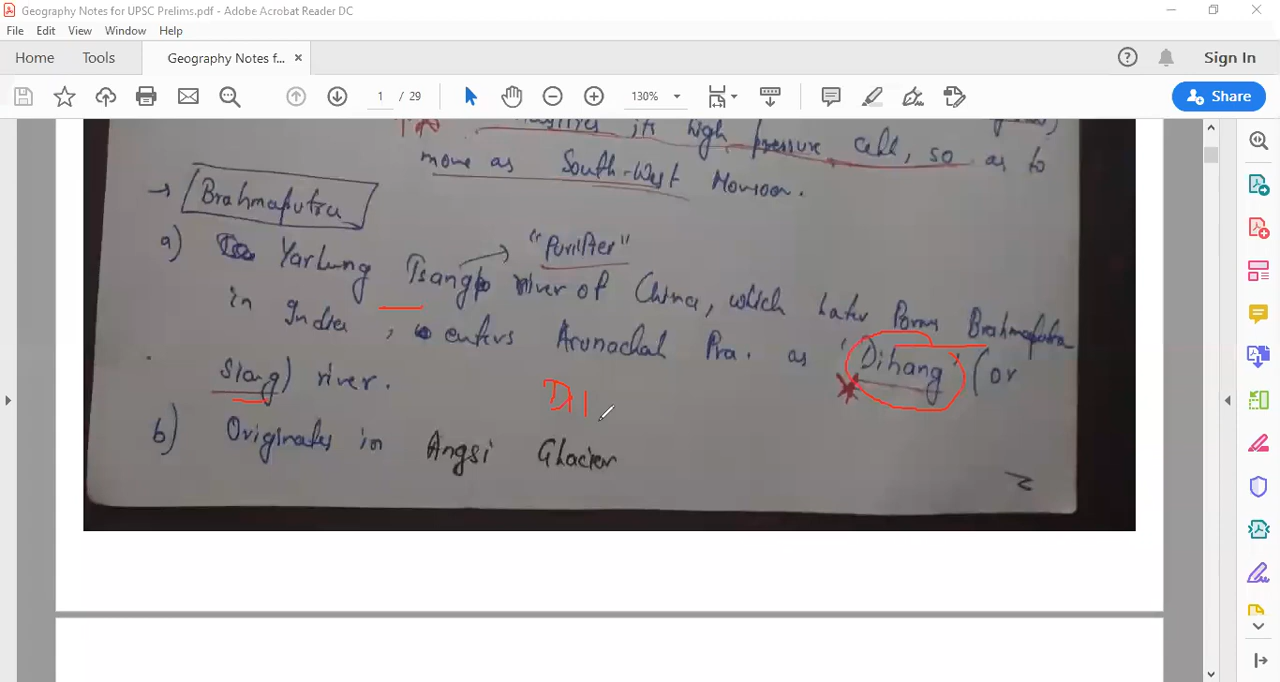 Geography Notes for UPSC Prelims.pdf - Adobe Acrobat Reader DC
File Edit View Window Help
Home Tools Geography Notes f... ×
Sign In
1 / 29 130% Share
its high pressure cell, so as to
move as South-West Monsoon.
→ Brahmaputra
a) Yarlung Tsangpo → "Purifier"
river of China, which later forms Brahmaputra
in India, enters Arunachal Pra. as 'Dihang' (or
Siang) river.
DI
b) Originates in Angsi Glacier
2